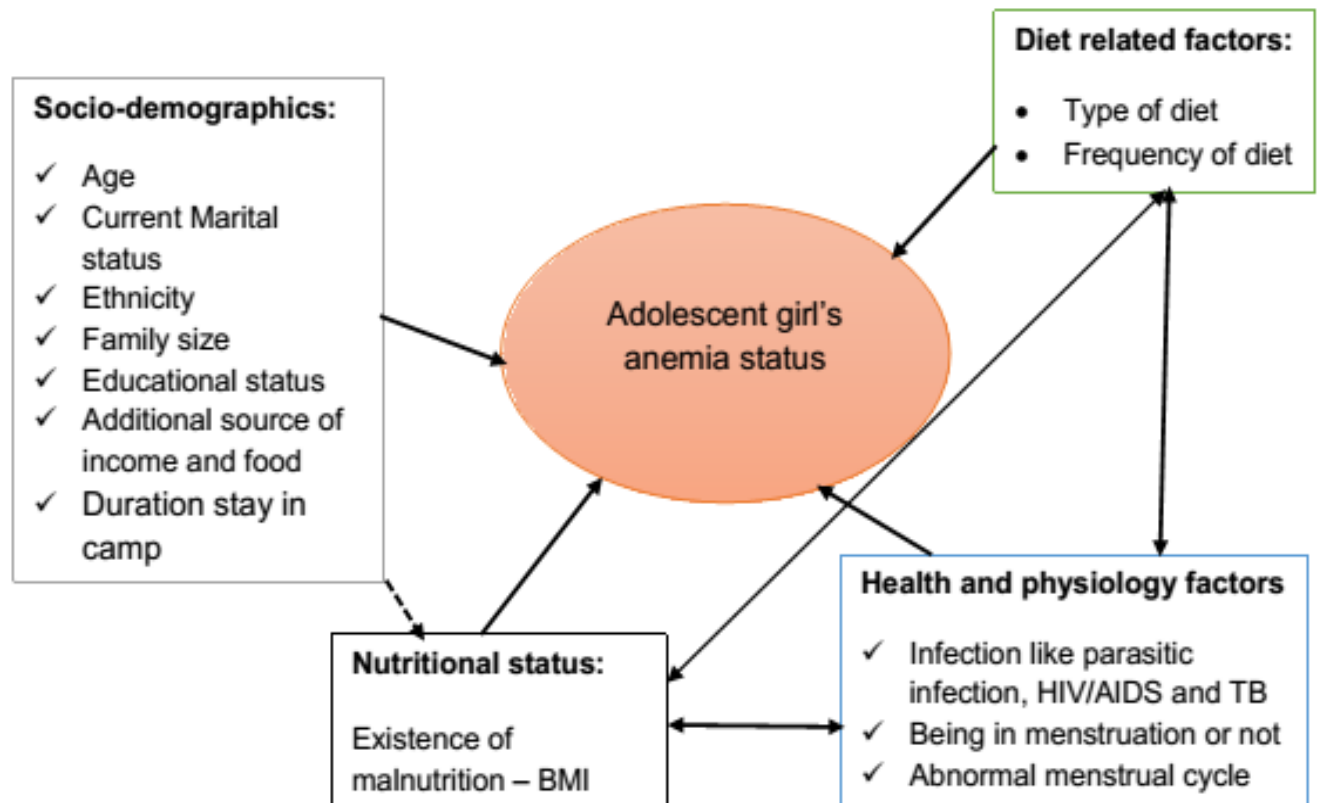 Diet related factors:
• Type of diet
• Frequency of diet
Socio-demographics:
✓ Age
✓ Current Marital
status
✓ Ethnicity
✓ Family size
✓ Educational status
✓ Additional source of
income and food
✓ Duration stay in
camp
Adolescent girl’s
anemia status
Nutritional status:
Existence of
malnutrition – BMI
Health and physiology factors
✓ Infection like parasitic
infection, HIV/AIDS and TB
✓ Being in menstruation or not
✓ Abnormal menstrual cycle